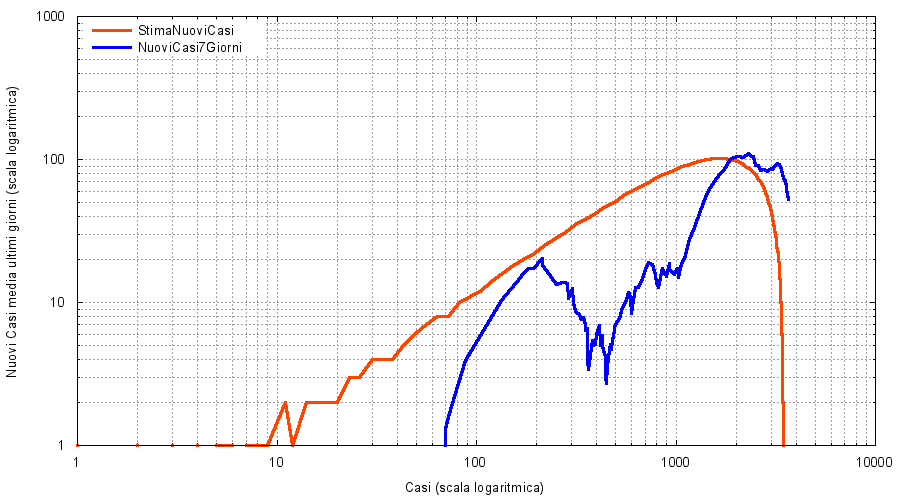 1000
StimaNuoviCasi
NuoviCasi7Giorni
100
10
1
Nuovi Casi media ultimi giorni (scala logaritmica)
1
10
100
1000
10000
Casi (scala logaritmica)